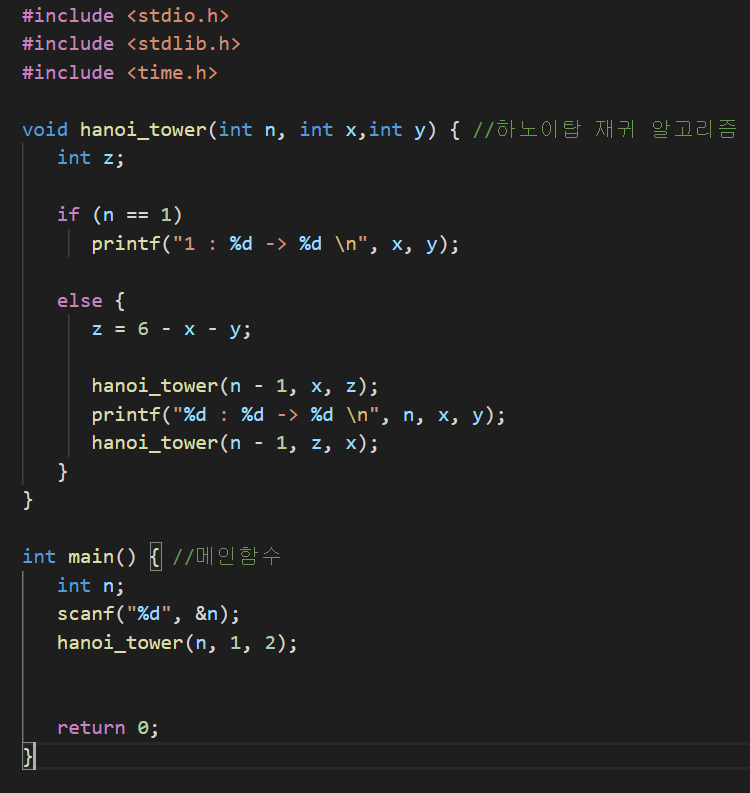 #include <stdio.h>
#include <stdlib.h>
#include <time.h>
void hanoi_tower(int n, int x,int y) { //하노이탑 재귀 알고리즘
int z;
if (n == 1)
printf("1 : %d -> %d \n", x, y);
else {
z = 6 - x - y;
hanoi_tower(n - 1, x, z);
printf("%d : %d -> %d \n", n, x, y);
hanoi_tower(n - 1, z, x);
}
}
int main() { //메인함수
int n;
scanf("%d", &n);
hanoi_tower(n, 1, 2);
return 0;
}